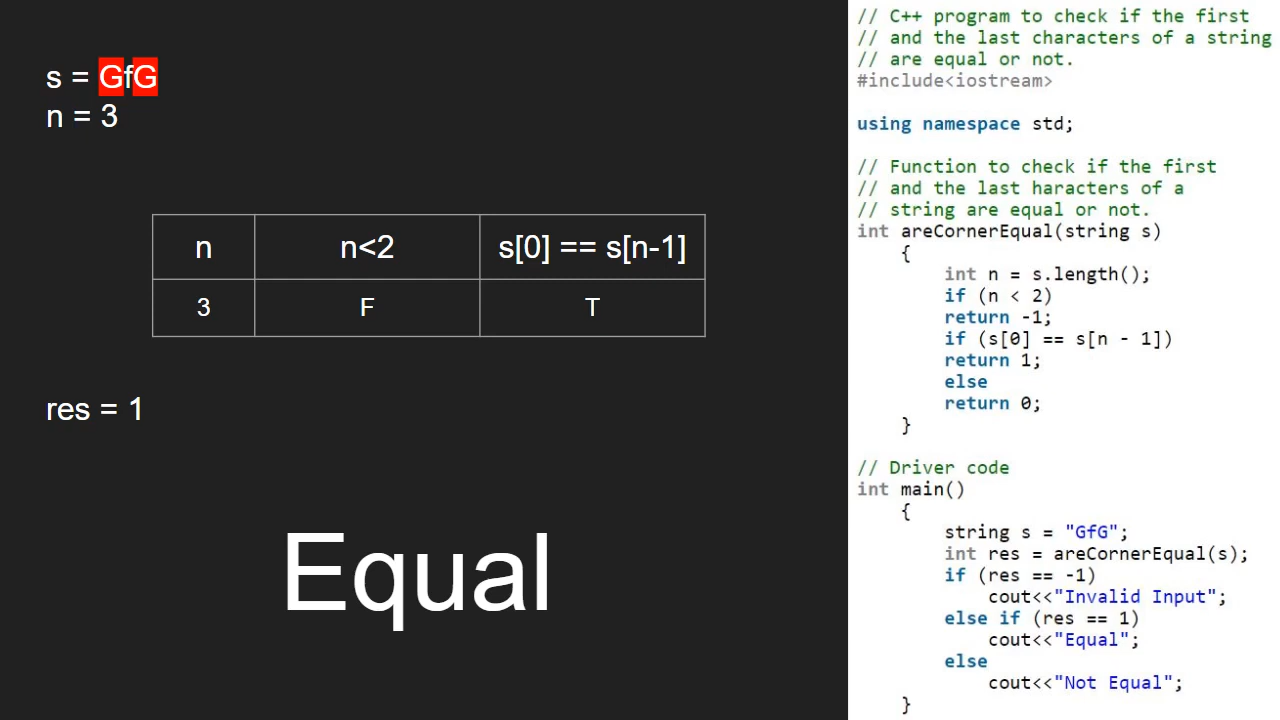 s = GfG
n = 3
n n<2 s[0] == s[n-1]
3 F T
res = 1
Equal
// C++ program to check if the first
// and the last characters of a string
// are equal or not.
#include<iostream>
using namespace std;
// Function to check if the first
// and the last haracters of a
// string are equal or not.
int areCornerEqual(string s)
{
int n = s.length();
if (n < 2)
return -1;
if (s[0] == s[n - 1])
return 1;
else
return 0;
}
// Driver code
int main()
{
string s = "GfG";
int res = areCornerEqual(s);
if (res == -1)
cout<<"Invalid Input";
else if (res == 1)
cout<<"Equal";
else
cout<<"Not Equal";
}